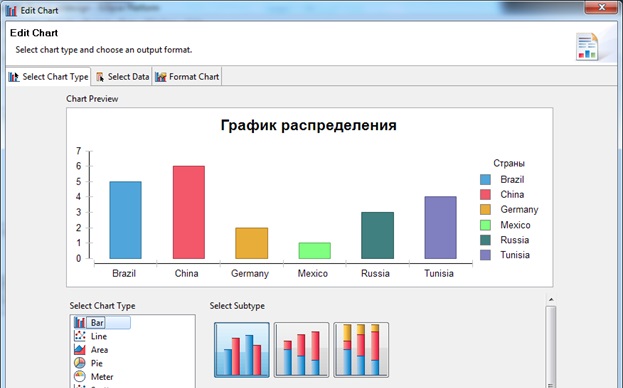 Edit Chart
Edit Chart
Select chart type and choose an output format.
Select Chart Type
Select Data
Format Chart
Chart Preview
График распределения
7
6
5
4
3
2
1
0
Brazil
China
Germany
Mexico
Russia
Tunisia
Страны
Brazil
China
Germany
Mexico
Russia
Tunisia
Select Chart Type
Select Subtype
Bar
Line
Area
Pie
Meter